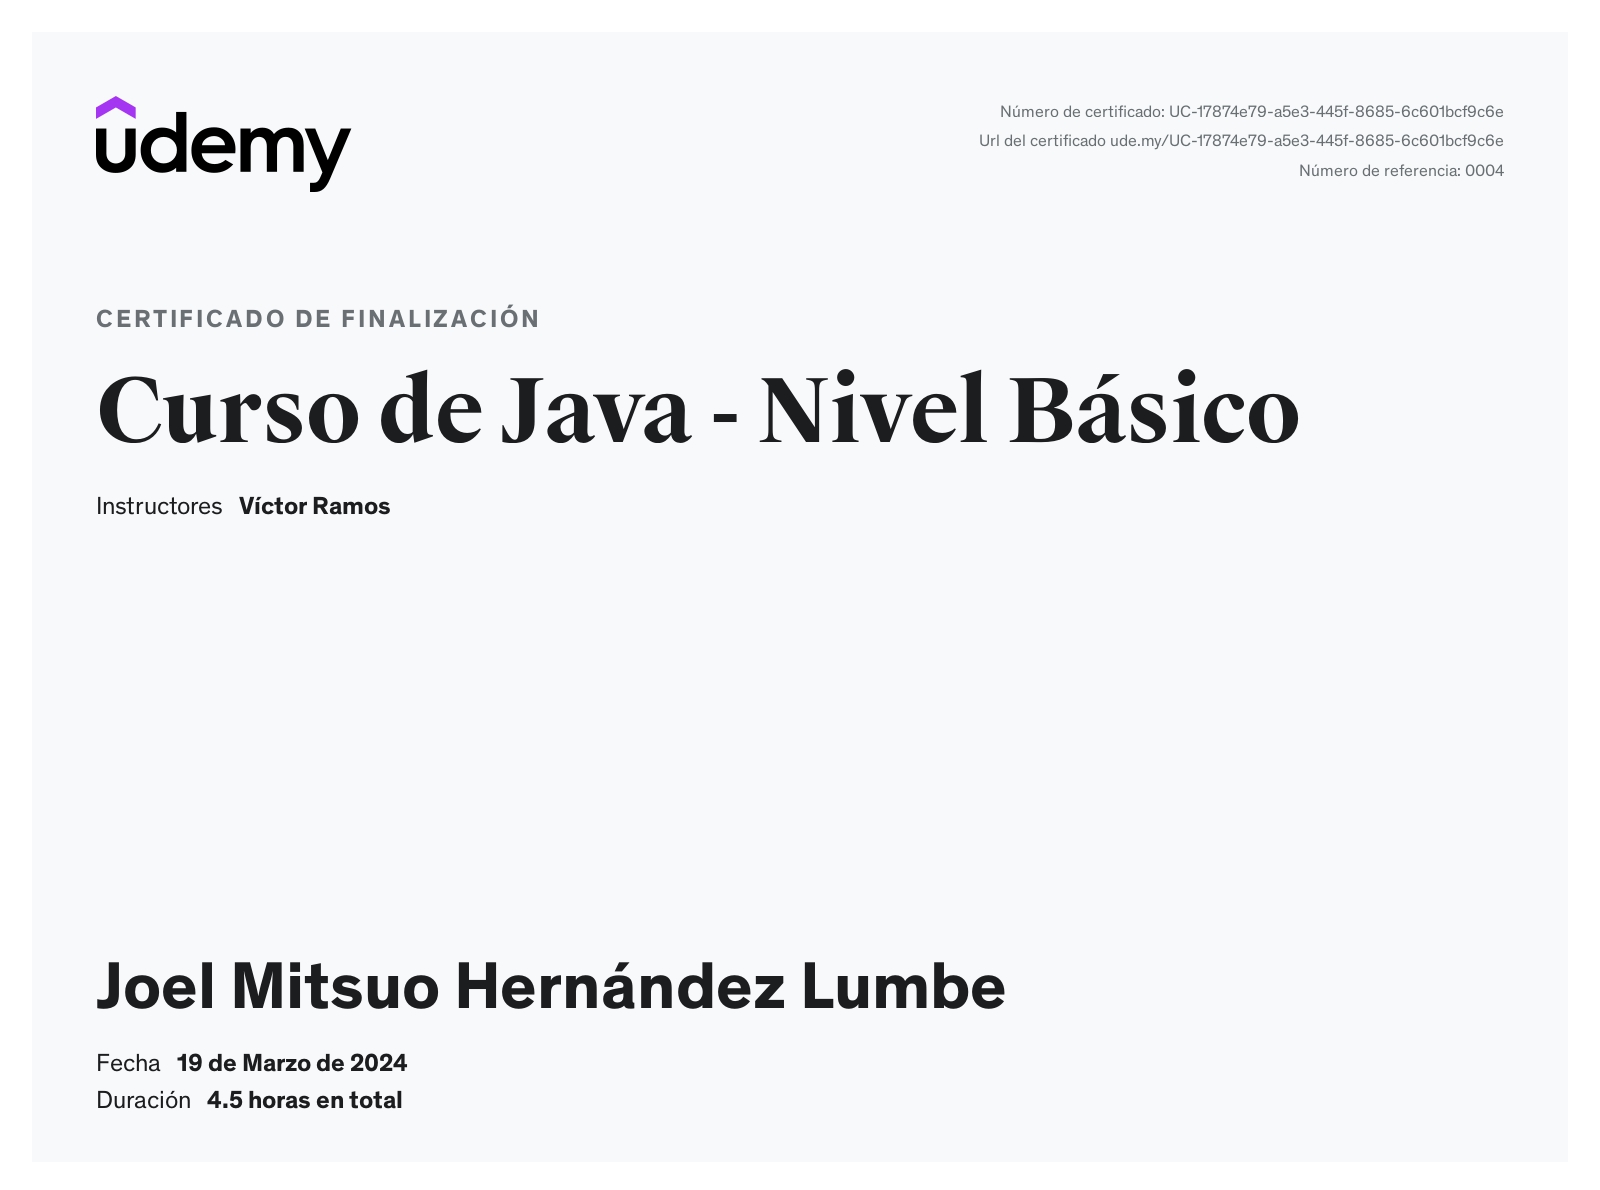 udemy
Número de certificado: UC-17874e79-a5e3-445f-8685-6c601bcf9c6e
Url del certificado ude.my/UC-17874e79-a5e3-445f-8685-6c601bcf9c6e
Número de referencia: 0004
CERTIFICADO DE FINALIZACIÓN
Curso de Java - Nivel Básico
Instructores Víctor Ramos
Joel Mitsuo Hernández Lumbe
Fecha 19 de Marzo de 2024
Duración 4.5 horas en total